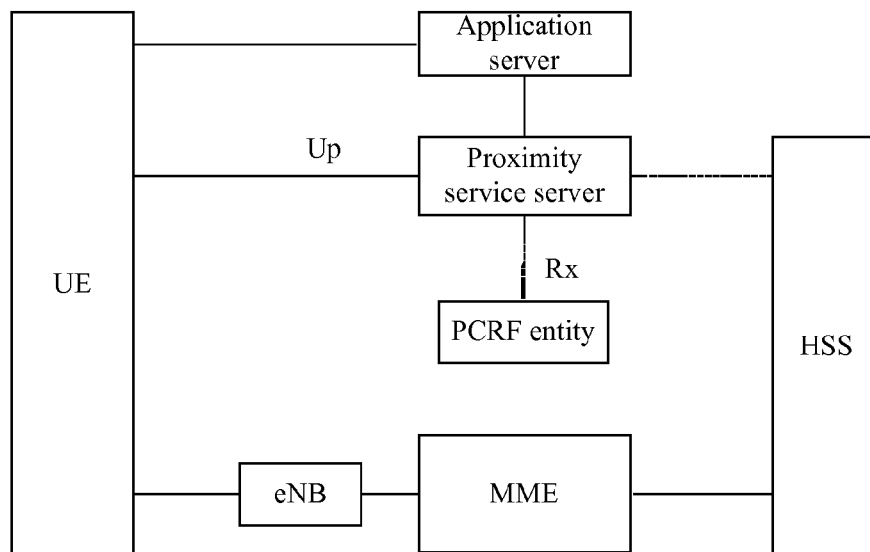 Application
server
Up
Proximity
service server
UE
Rx
PCRF entity
HSS
eNB
MME